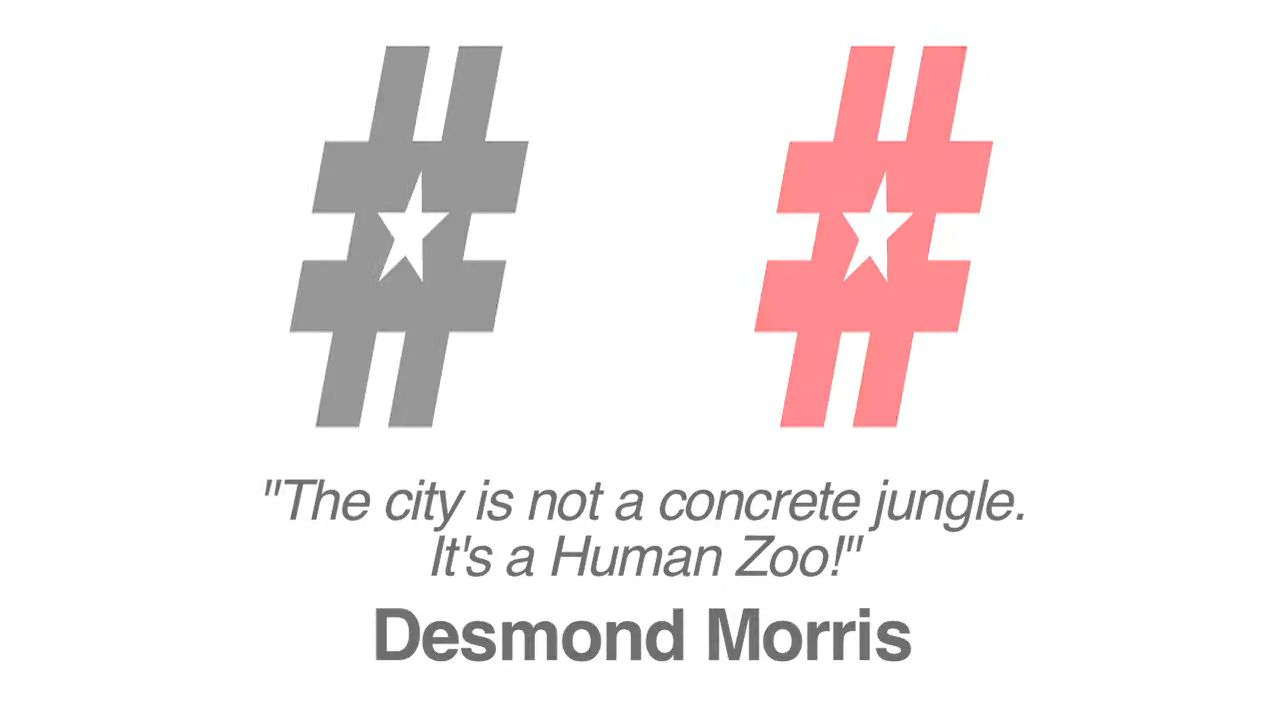 # #
"The city is not a concrete jungle.
It's a Human Zoo!"
Desmond Morris